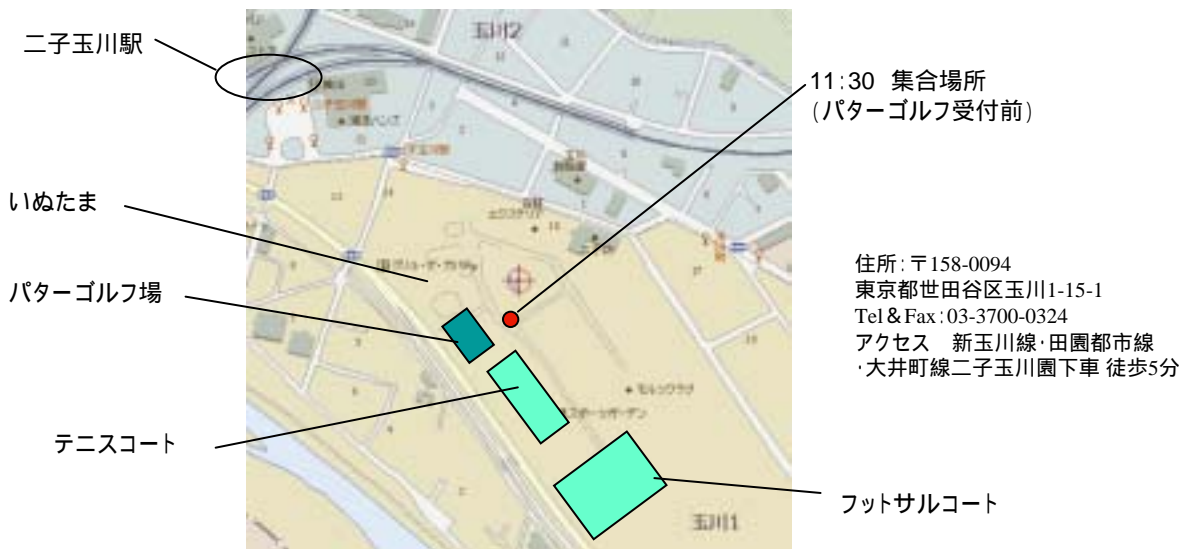 二子玉川駅
玉川2
11:30 集合場所
(パターゴルフ受付前)
いぬたま
パターゴルフ場
住所:〒158-0094
東京都世田谷区玉川1-15-1
Tel&Fax:03-3700-0324
アクセス 新玉川線・田園都市線
・大井町線二子玉川園下車 徒歩5分
テニスコート
フットサルコート
玉川1